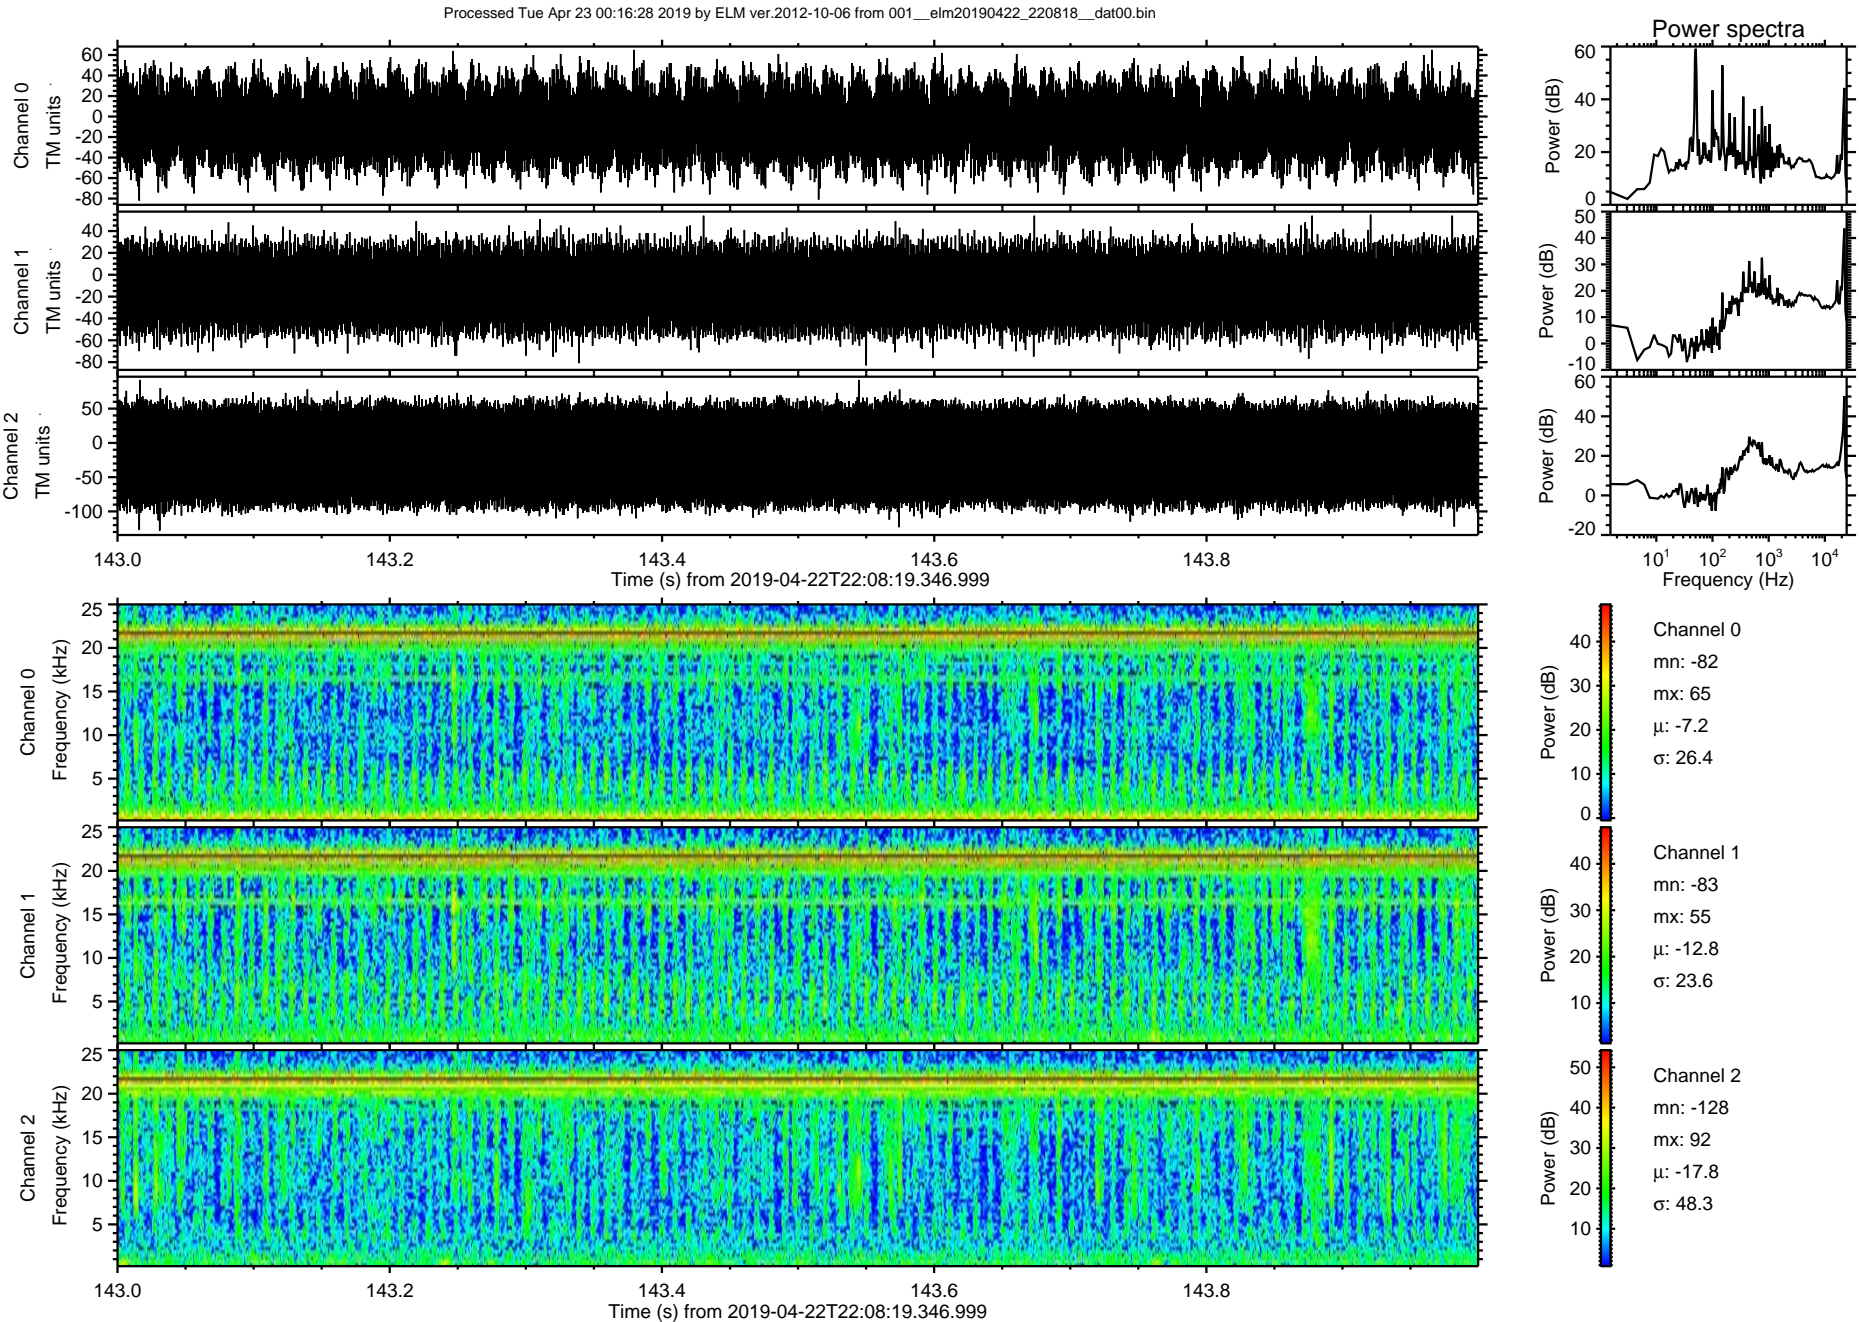 Processed Tue Apr 23 00:16:28 2019 by ELM ver.2012-10-06 from 001__elm20190422_220818__dat00.bin
Power spectra
Channel 0
TM units
60
40
20
0
-20
-40
-60
-80
Power (dB)
60
40
20
0
Channel 1
TM units
40
20
0
-20
-40
-60
-80
Power (dB)
50
40
30
20
10
0
-10
Channel 2
TM units
50
0
-50
-100
Power (dB)
60
40
20
0
-20
143.0 143.2 143.4 143.6 143.8
Time (s) from 2019-04-22T22:08:19.346.999
10¹ 10² 10³ 10⁴
Frequency (Hz)
Channel 0
Frequency (kHz)
25
20
15
10
5
Power (dB)
40
30
20
10
0
Channel 0
mn: -82
mx: 65
μ: -7.2
σ: 26.4
Channel 1
Frequency (kHz)
25
20
15
10
5
Power (dB)
40
30
20
10
Channel 1
mn: -83
mx: 55
μ: -12.8
σ: 23.6
Channel 2
Frequency (kHz)
25
20
15
10
5
Power (dB)
50
40
30
20
10
Channel 2
mn: -128
mx: 92
μ: -17.8
σ: 48.3
143.0 143.2 143.4 143.6 143.8
Time (s) from 2019-04-22T22:08:19.346.999